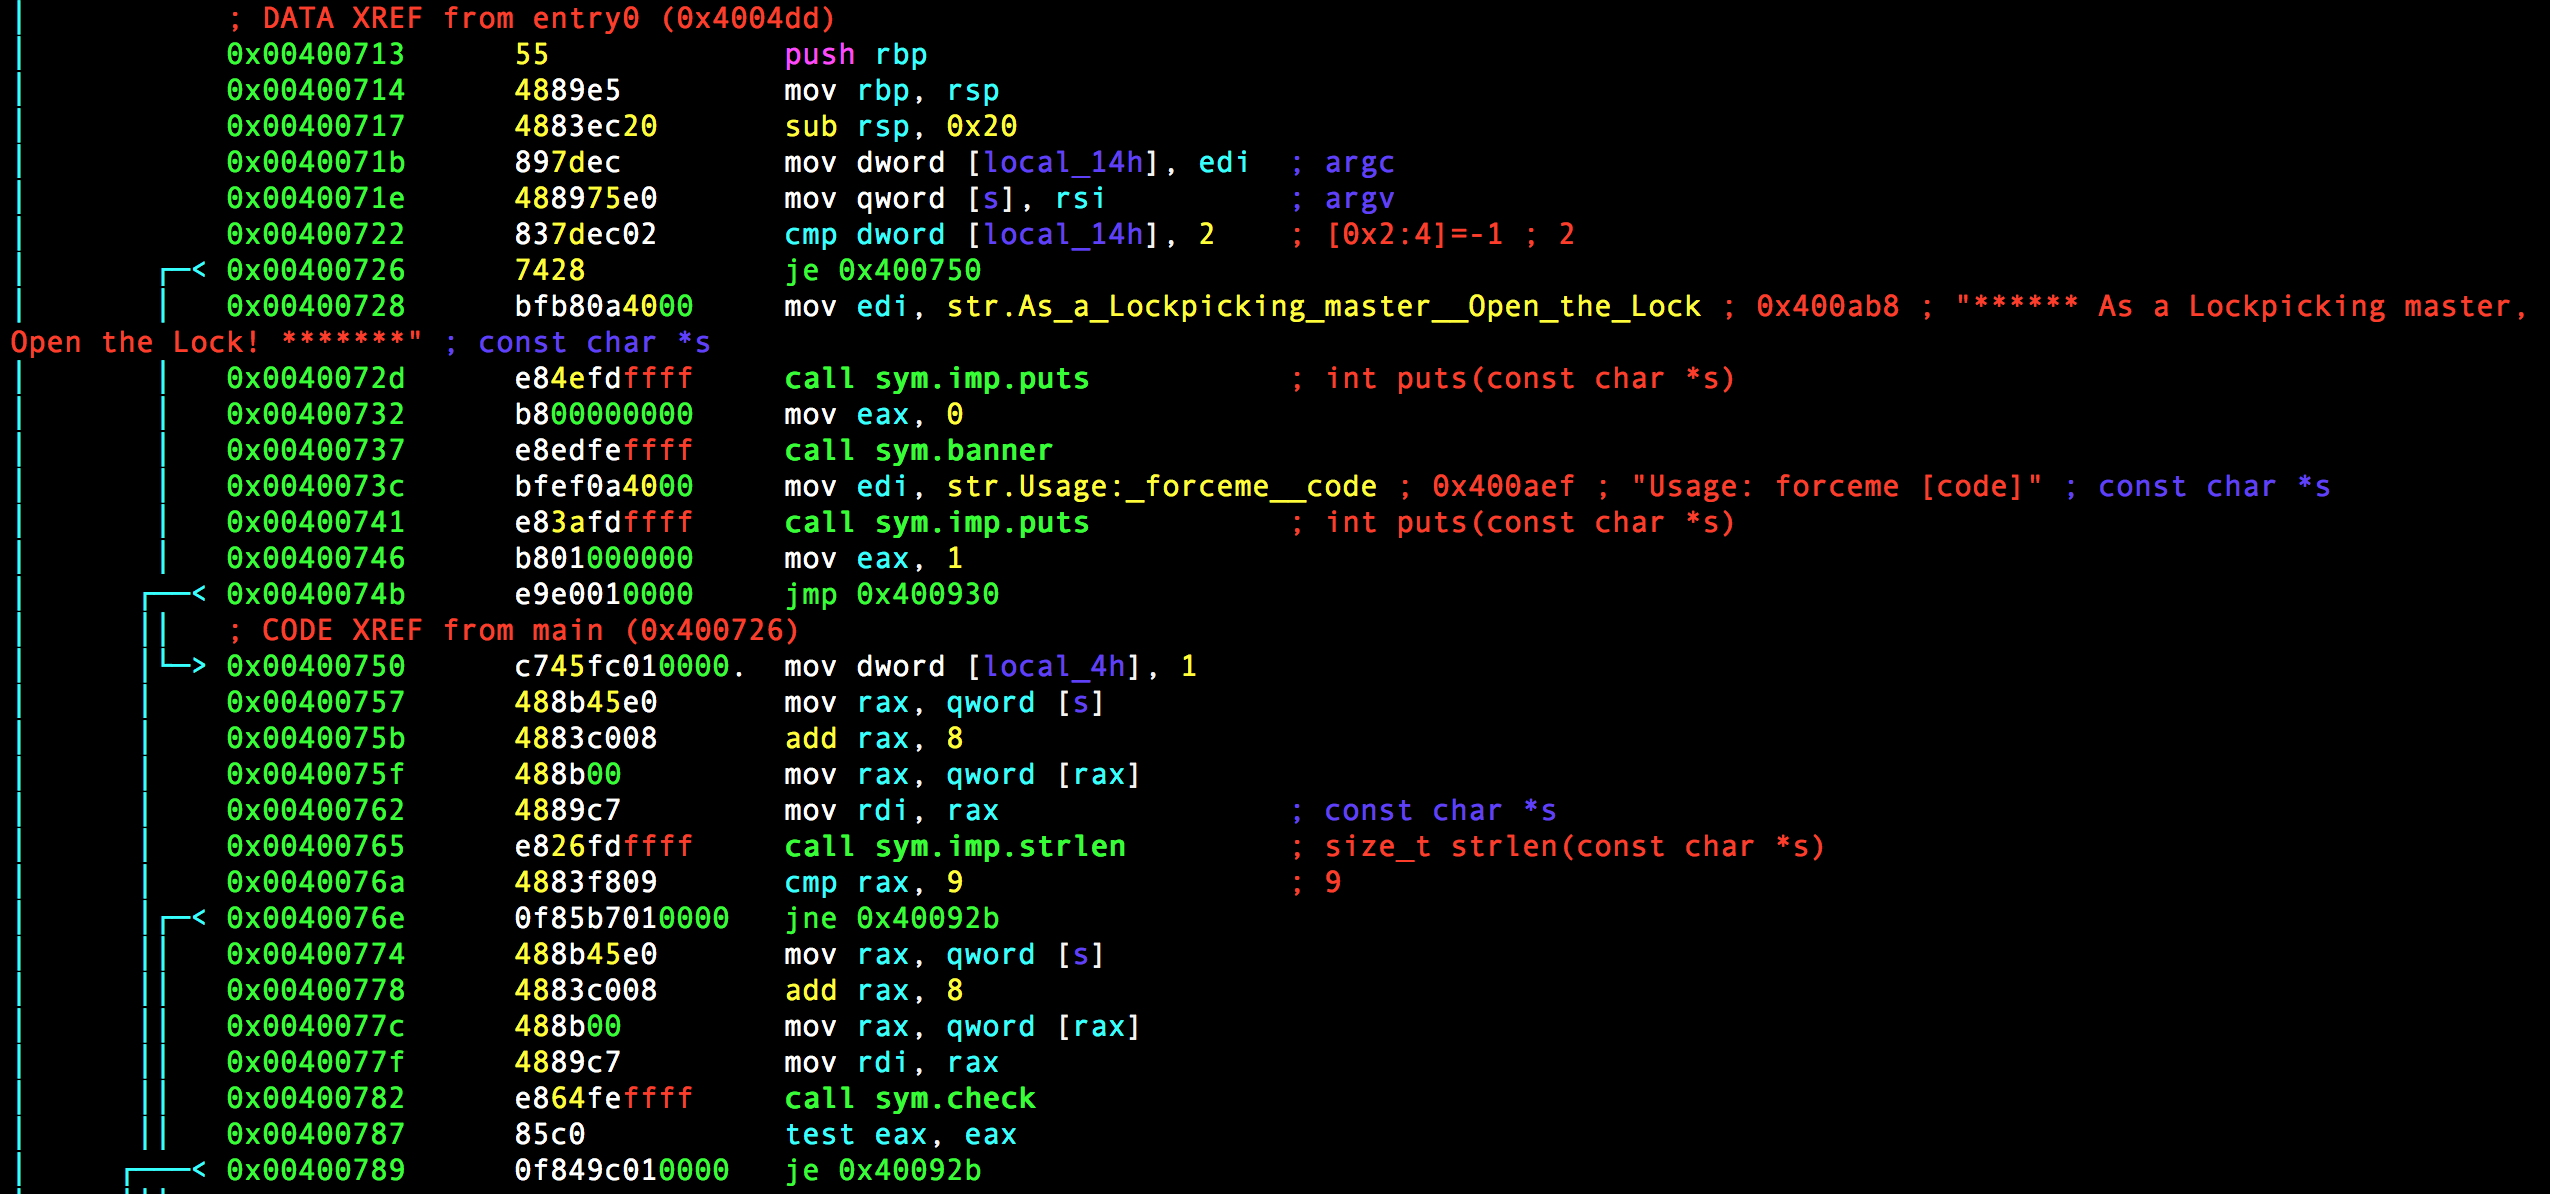 ; DATA XREF from entry0 (0x4004dd)
0x00400713 55 push rbp
0x00400714 4889e5 mov rbp, rsp
0x00400717 4883ec20 sub rsp, 0x20
0x0040071b 897dec mov dword [local_14h], edi ; argc
0x0040071e 488975e0 mov qword [s], rsi ; argv
0x00400722 837dec02 cmp dword [local_14h], 2 ; [0x2:4]=-1 ; 2
┌─< 0x00400726 7428 je 0x400750
0x00400728 bfb80a4000 mov edi, str.As_a_Lockpicking_master__Open_the_Lock ; 0x400ab8 ; "****** As a Lockpicking master,
Open the Lock! *******" ; const char *s
0x0040072d e84efdffff call sym.imp.puts ; int puts(const char *s)
0x00400732 b800000000 mov eax, 0
0x00400737 e8edfeffff call sym.banner
0x0040073c bfef0a4000 mov edi, str.Usage:_forceme__code ; 0x400aef ; "Usage: forceme [code]" ; const char *s
0x00400741 e83afdffff call sym.imp.puts ; int puts(const char *s)
0x00400746 b801000000 mov eax, 1
┌──< 0x0040074b e9e0010000 jmp 0x400930
; CODE XREF from main (0x400726)
└─> 0x00400750 c745fc010000. mov dword [local_4h], 1
0x00400757 488b45e0 mov rax, qword [s]
0x0040075b 4883c008 add rax, 8
0x0040075f 488b00 mov rax, qword [rax]
0x00400762 4889c7 mov rdi, rax ; const char *s
0x00400765 e826fdffff call sym.imp.strlen ; size_t strlen(const char *s)
0x0040076a 4883f809 cmp rax, 9 ; 9
┌─< 0x0040076e 0f85b7010000 jne 0x40092b
0x00400774 488b45e0 mov rax, qword [s]
0x00400778 4883c008 add rax, 8
0x0040077c 488b00 mov rax, qword [rax]
0x0040077f 4889c7 mov rdi, rax
0x00400782 e864feffff call sym.check
0x00400787 85c0 test eax, eax
┌───< 0x00400789 0f849c010000 je 0x40092b